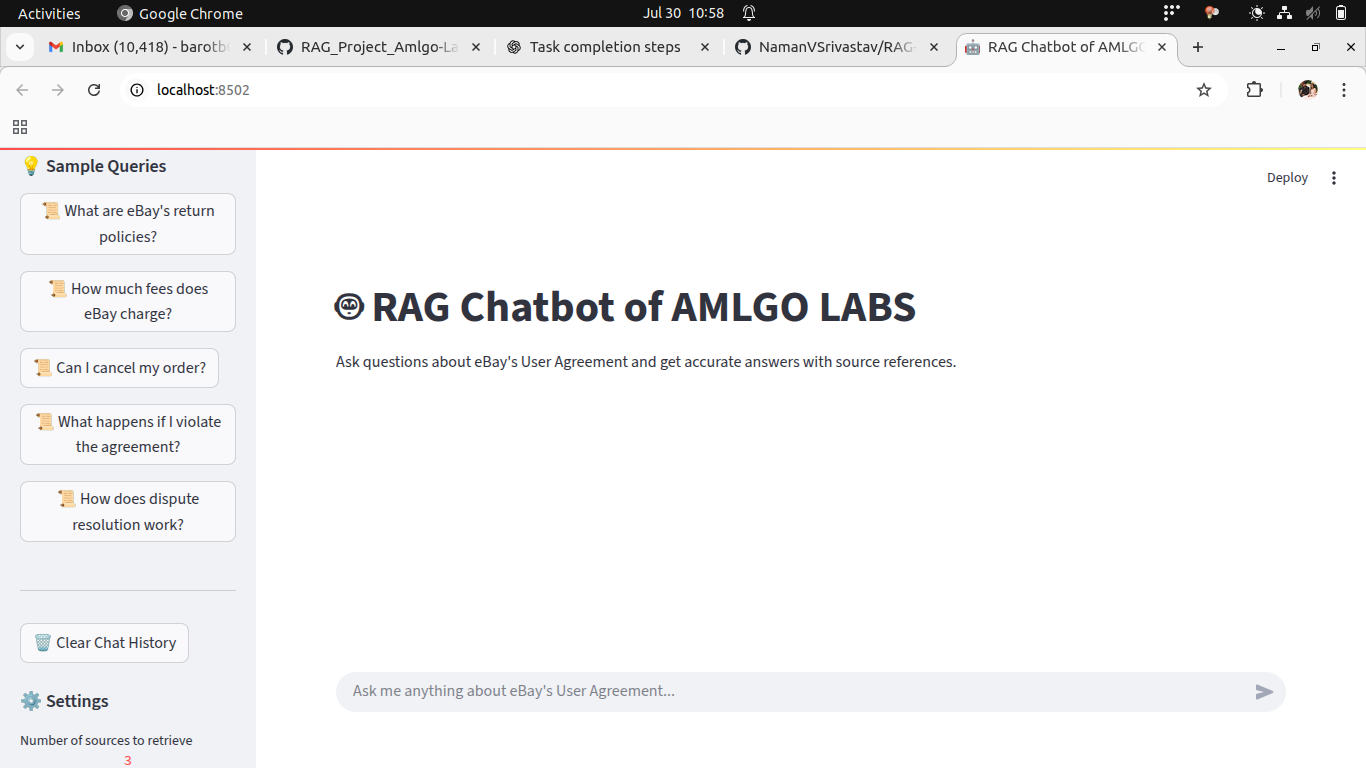 Activities
Google Chrome
Jul 30 10:58
Inbox (10,418) - barotb
RAG_Project_Amlgo-La
Task completion steps
NamanVSrivastav/RAG-
RAG Chatbot of AMLGO
localhost:8502
Sample Queries
What are eBay's return
policies?
How much fees does
eBay charge?
Can I cancel my order?
What happens if I violate
the agreement?
How does dispute
resolution work?
Clear Chat History
Settings
Number of sources to retrieve
3
Deploy
RAG Chatbot of AMLGO LABS
Ask questions about eBay's User Agreement and get accurate answers with source references.
Ask me anything about eBay's User Agreement...